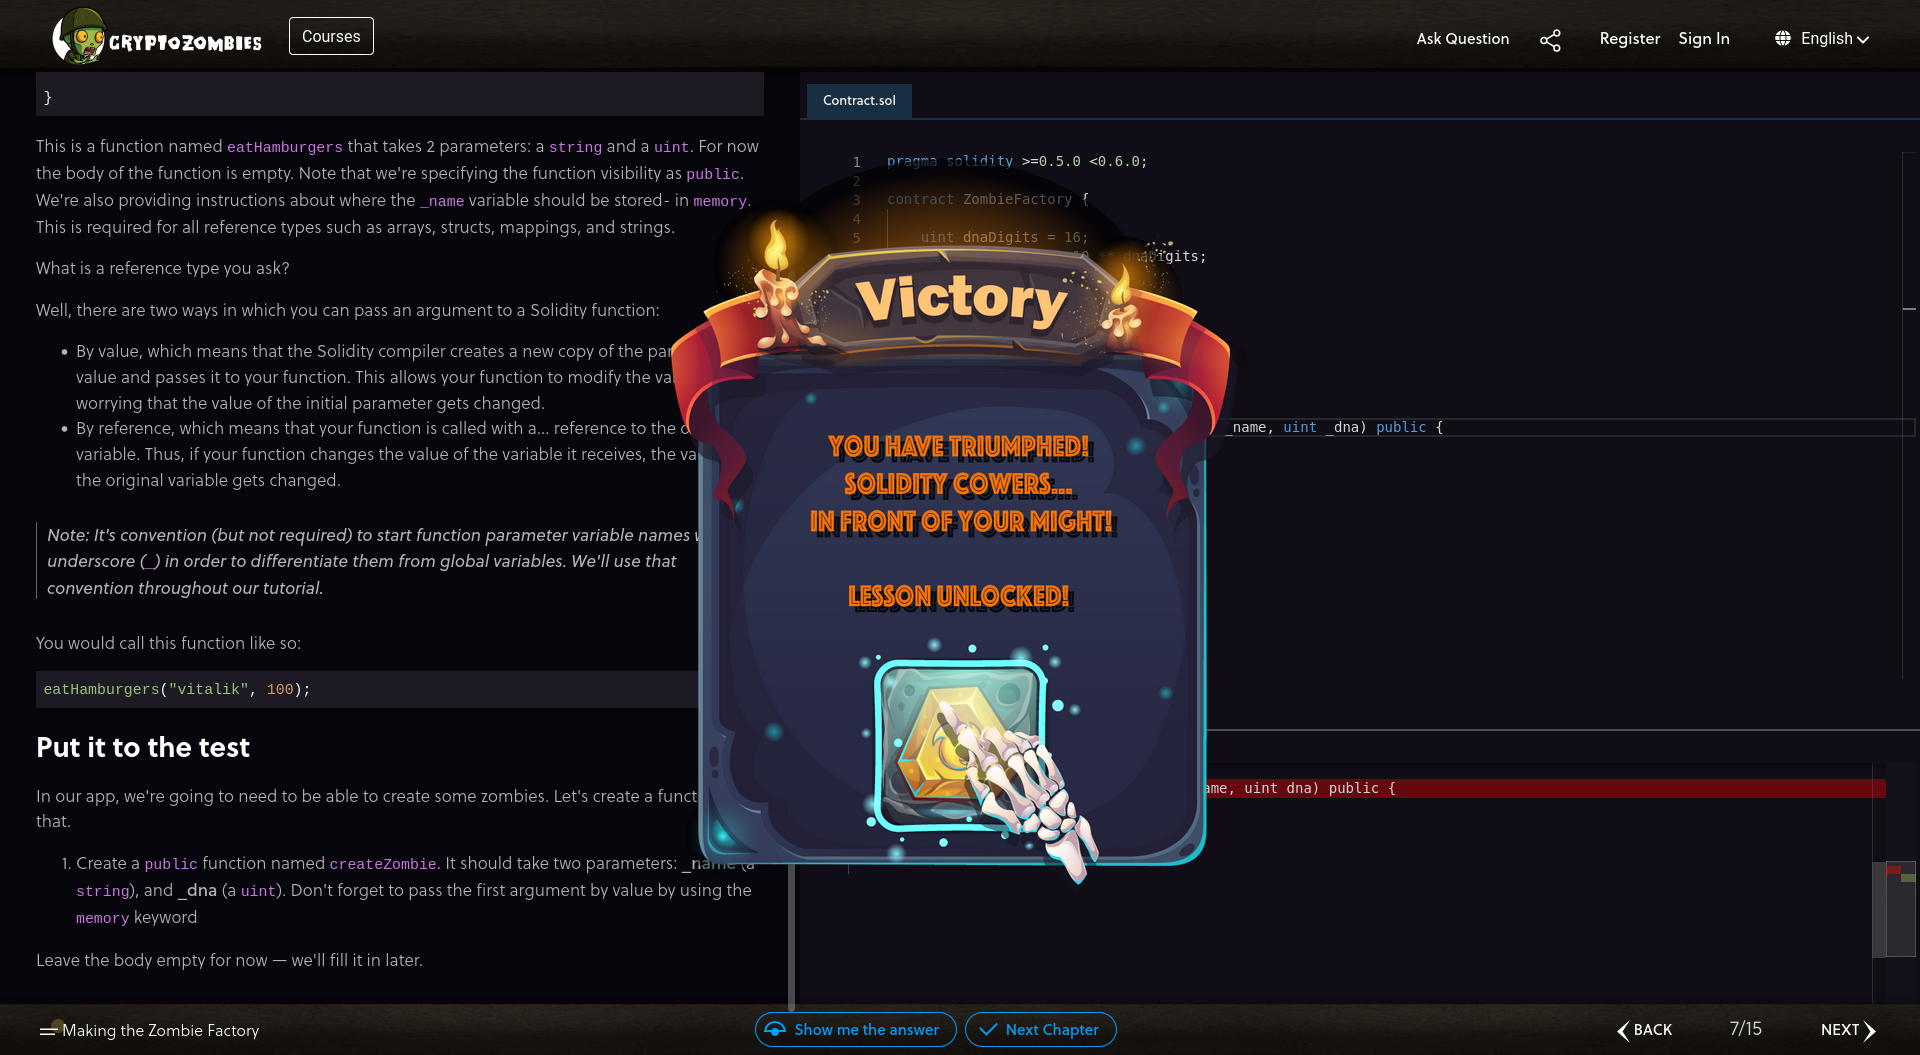 CRYPTOZOMBIES
Courses
Ask Question
Register
Sign In
English
}
This is a function named eatHamburgers that takes 2 parameters: a string and a uint. For now
the body of the function is empty. Note that we're specifying the function visibility as public.
We're also providing instructions about where the _name variable should be stored- in memory.
This is required for all reference types such as arrays, structs, mappings, and strings.
What is a reference type you ask?
Well, there are two ways in which you can pass an argument to a Solidity function:
• By value, which means that the Solidity compiler creates a new copy of the
value and passes it to your function. This allows your function to modify the
worrying that the value of the initial parameter gets changed.
• By reference, which means that your function is called with a... reference to the
variable. Thus, if your function changes the value of the variable it receives, the
the original variable gets changed.
Note: It's convention (but not required) to start function parameter variable names
underscore (_) in order to differentiate them from global variables. We'll use that
convention throughout our tutorial.
You would call this function like so:
eatHamburgers("vitalik", 100);
Put it to the test
In our app, we're going to need to be able to create some zombies. Let's create a
that.
1. Create a public function named createZombie. It should take two parameters: _name (a
string), and _dna (a uint). Don't forget to pass the first argument by value by using the
memory keyword
Leave the body empty for now — we'll fill it in later.
Contract.sol
1 pragma solidity >=0.5.0 <0.6.0;
2
3 contract ZombieFactory {
4
5 uint dnaDigits = 16;
dnaDigits;
_name, uint _dna) public {
uint dna) public {
Victory
YOU HAVE TRIUMPHED!
SOLIDITY COWERS...
IN FRONT OF YOUR MIGHT!
LESSON UNLOCKED!
Making the Zombie Factory
Show me the answer
Next Chapter
BACK
7/15
NEXT